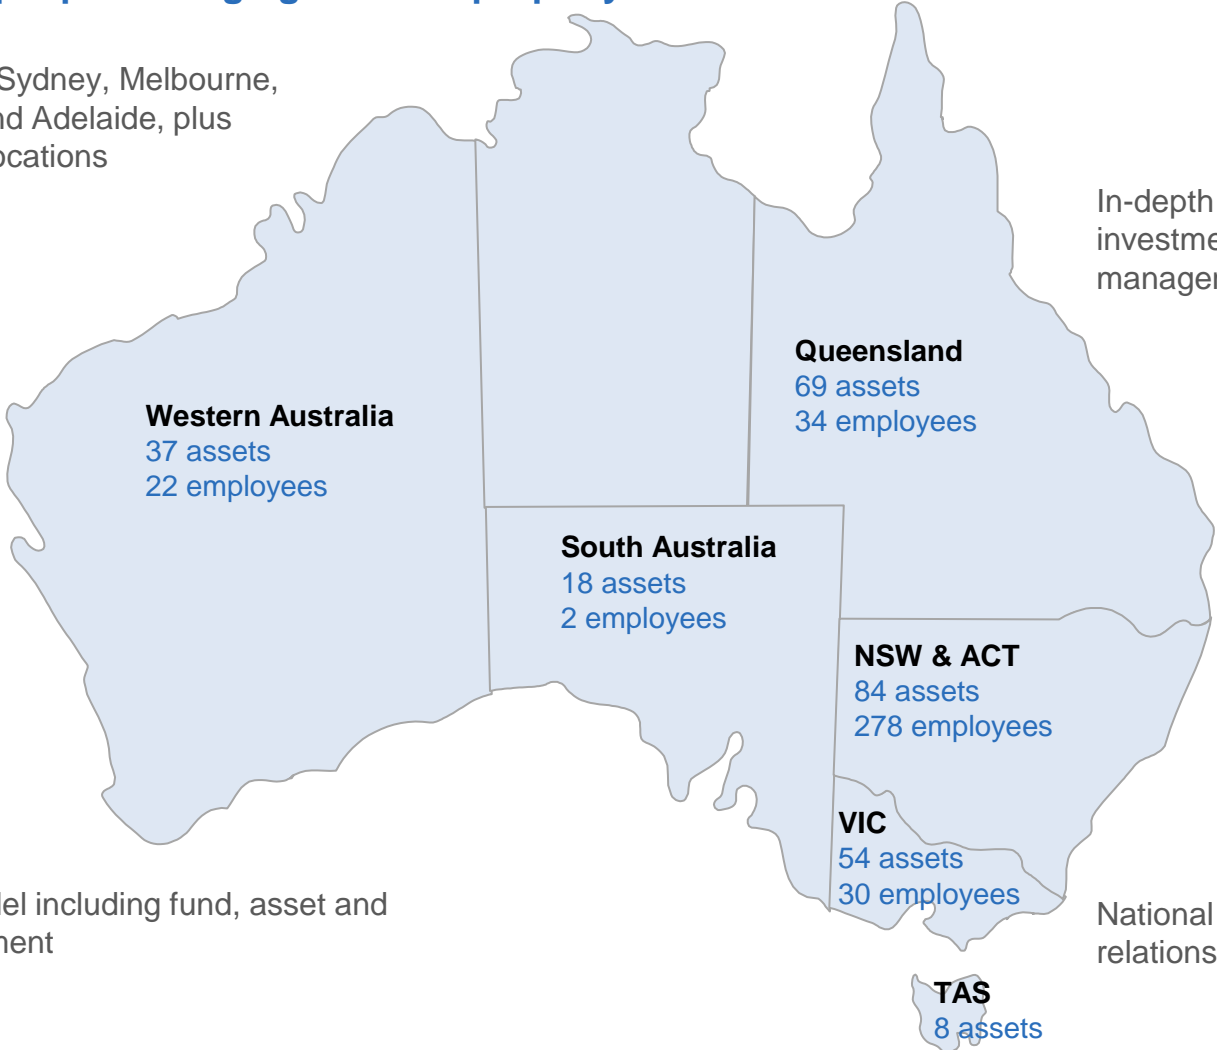 Sydney, Melbourne,
nd Adelaide, plus
ocations
In-depth
investme
manager
Queensland
69 assets
34 employees
Western Australia
37 assets
22 employees
South Australia
18 assets
2 employees
NSW & ACT
84 assets
278 employees
VIC
54 assets
30 employees
del including fund, asset and
nent
National
relations
TAS
8 assets